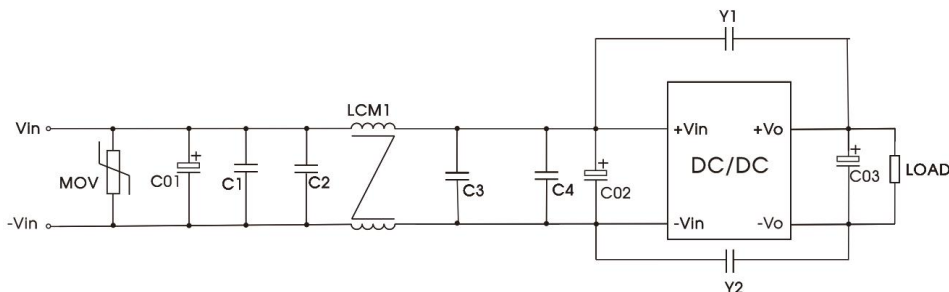 Y1
LCM1
Vin
+Vin
+Vo
MOV
+
C01
C1
C2
C3
C4
+
C02
DC/DC
+
C03
LOAD
-Vin
-Vin
-Vo
Y2